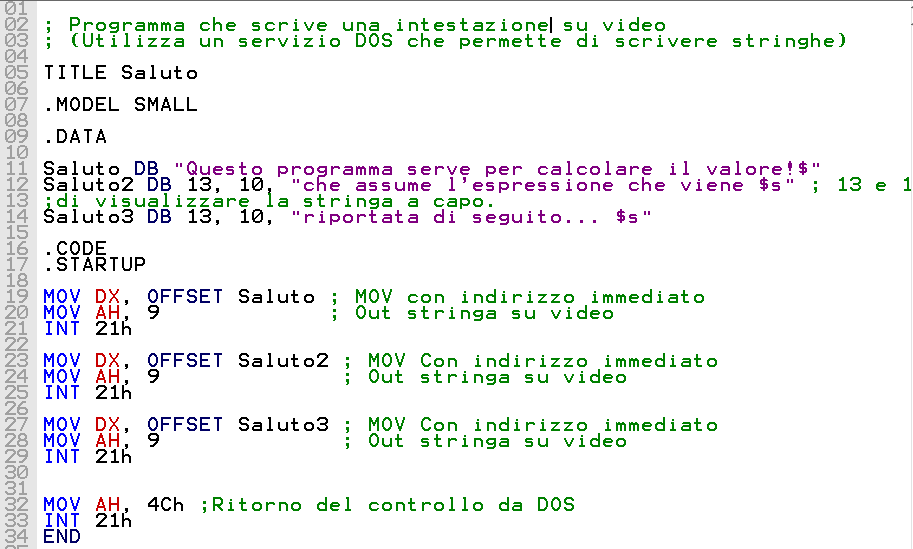 01
02 ; Programma che scrive una intestazione su video
03 ; (Utilizza un servizio DOS che permette di scrivere stringhe)
04
05 TITLE Saluto
06
07 .MODEL SMALL
08
09 .DATA
10
11 Saluto DB "Questo programma serve per calcolare il valore!$"
12 Saluto2 DB 13, 10, "che assume l'espressione che viene $s" ; 13 e 1
13 ;di visualizzare la stringa a capo.
14 Saluto3 DB 13, 10, "riportata di seguito... $s"
15
16 .CODE
17 .STARTUP
18
19 MOV DX, OFFSET Saluto ; MOV con indirizzo immediato
20 MOV AH, 9 ; Out stringa su video
21 INT 21h
22
23 MOV DX, OFFSET Saluto2 ; MOV Con indirizzo immediato
24 MOV AH, 9 ; Out stringa su video
25 INT 21h
26
27 MOV DX, OFFSET Saluto3 ; MOV Con indirizzo immediato
28 MOV AH, 9 ; Out stringa su video
29 INT 21h
30
31
32 MOV AH, 4Ch ;Ritorno del controllo da DOS
33 INT 21h
34 END